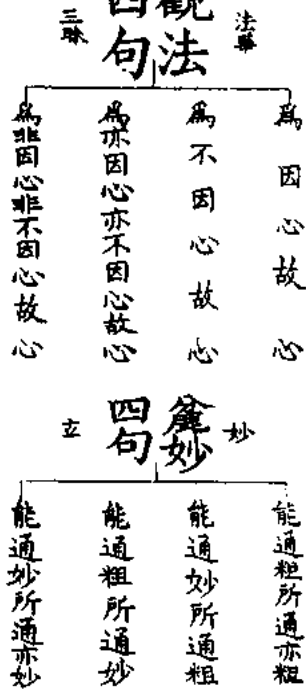 法華
觀法
四句
三昧
為因心故心
為不因心故心
為亦因心亦不因心故心
為非因心非不因心故心
妙
麁妙
四句
立
能通粗所通亦粗
能通妙所通粗
能通粗所通妙
能通妙所通亦妙